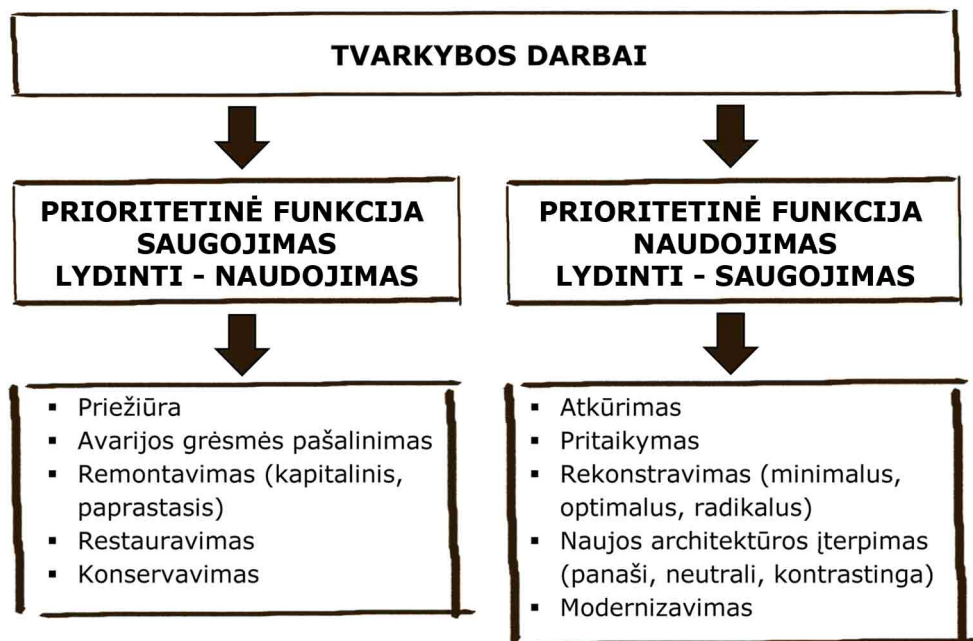 TVARKYBOS DARBAI
PRIORITETINĖ FUNKCIJA
SAUGOJIMAS
LYDINTI - NAUDOJIMAS
PRIORITETINĖ FUNKCIJA
NAUDOJIMAS
LYDINTI - SAUGOJIMAS
▪ Priežiūra
▪ Avarijos grėsmės pašalinimas
▪ Remontavimas (kapitalinis,
paprastasis)
▪ Restauravimas
▪ Konservavimas
▪ Atkūrimas
▪ Pritaikymas
▪ Rekonstravimas (minimalus,
optimalus, radikalus)
▪ Naujos architektūros įterpimas
(panaši, neutrali, kontrastinga)
▪ Modernizavimas